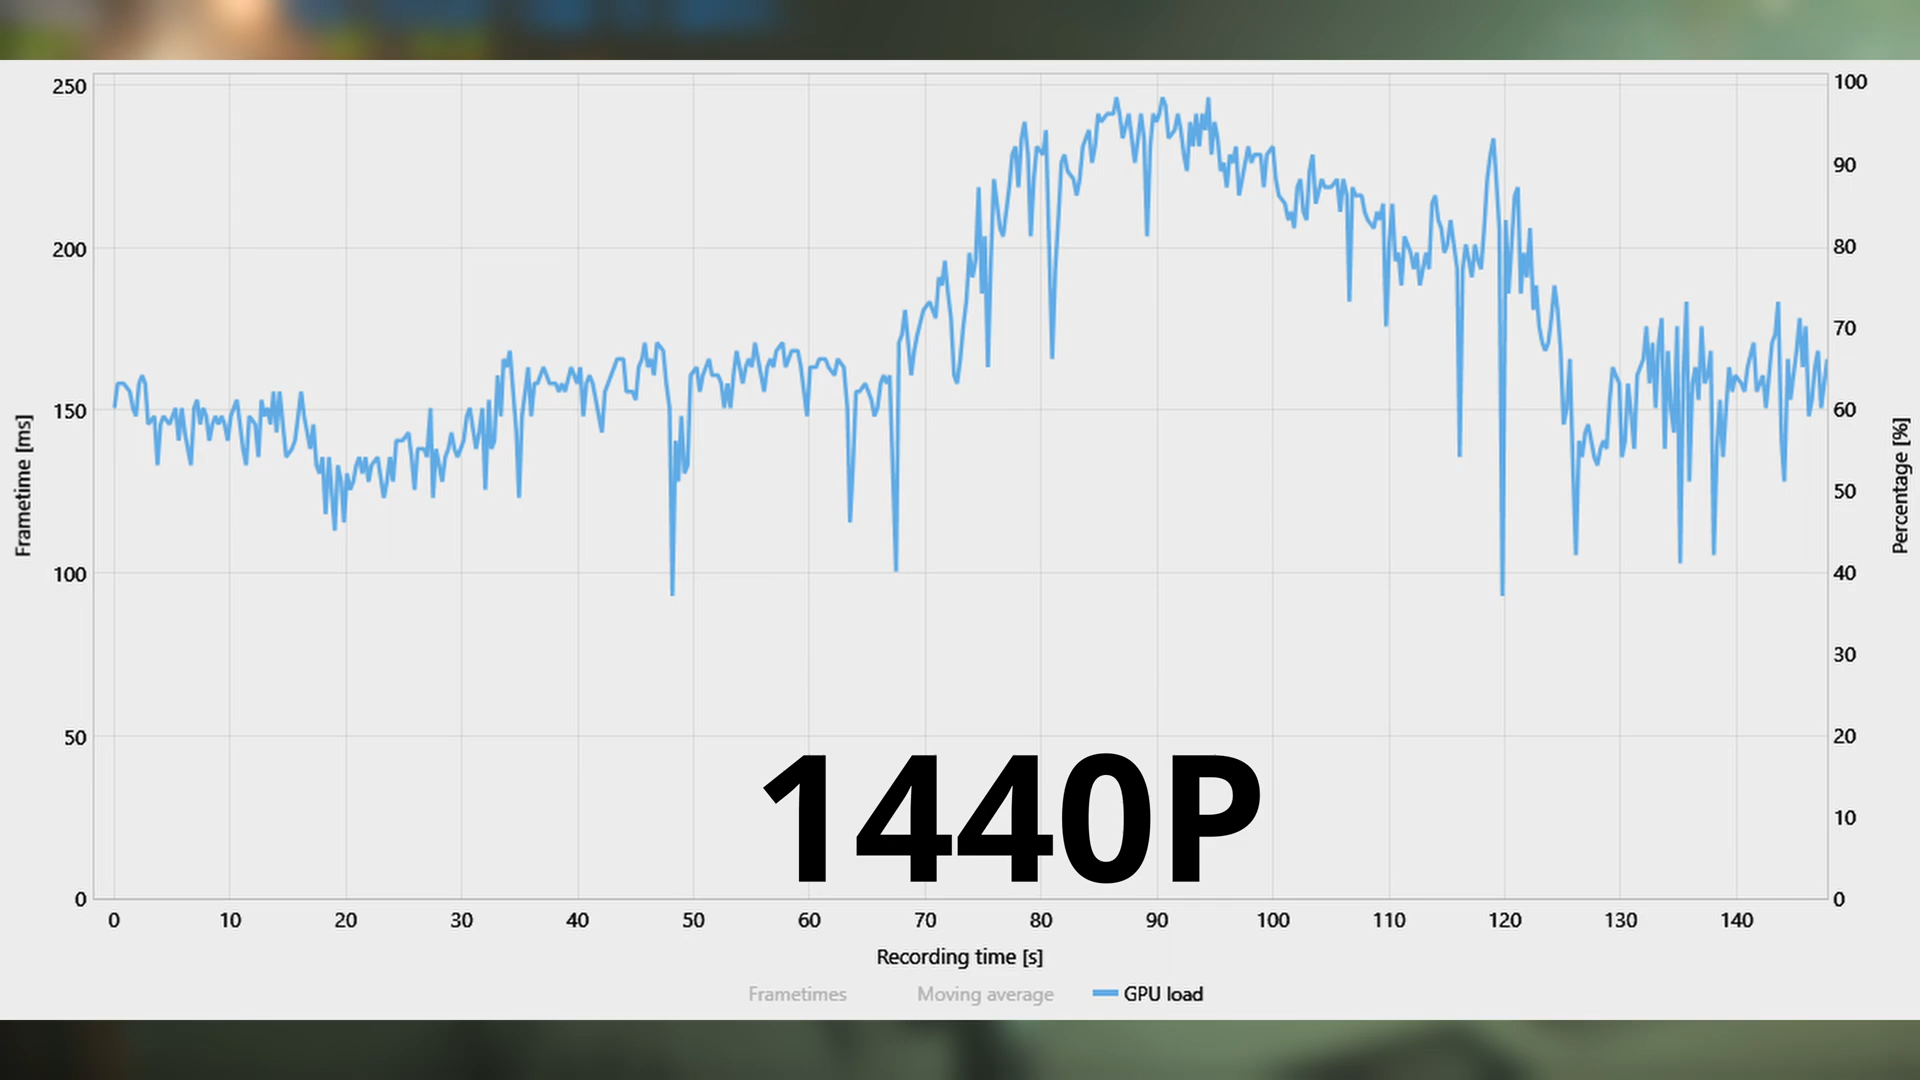 250
200
150
100
50
0
Frametime [ms]
100
90
80
70
60
50
40
30
20
10
0
Percentage [%]
1440P
0 10 20 30 40 50 60 70 80 90 100 110 120 130 140
Recording time [s]
Frametimes Moving average GPU load